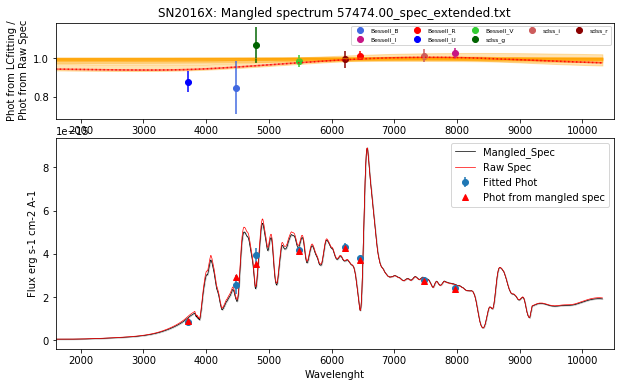 SN2016X: Mangled spectrum 57474.00_spec_extended.txt
Phot from LCfitting /
Phot from Raw Spec
1.0
0.8
Bessell_B
Bessell_I
Bessell_R
Bessell_U
Bessell_V
sdss_g
sdss_i
sdss_r
2000 3000 4000 5000 6000 7000 8000 9000 10000
1e−15
Flux erg s-1 cm-2 A-1
8
6
4
2
0
Mangled_Spec
Raw Spec
Fitted Phot
Phot from mangled spec
2000 3000 4000 5000 6000 7000 8000 9000 10000
Wavelenght